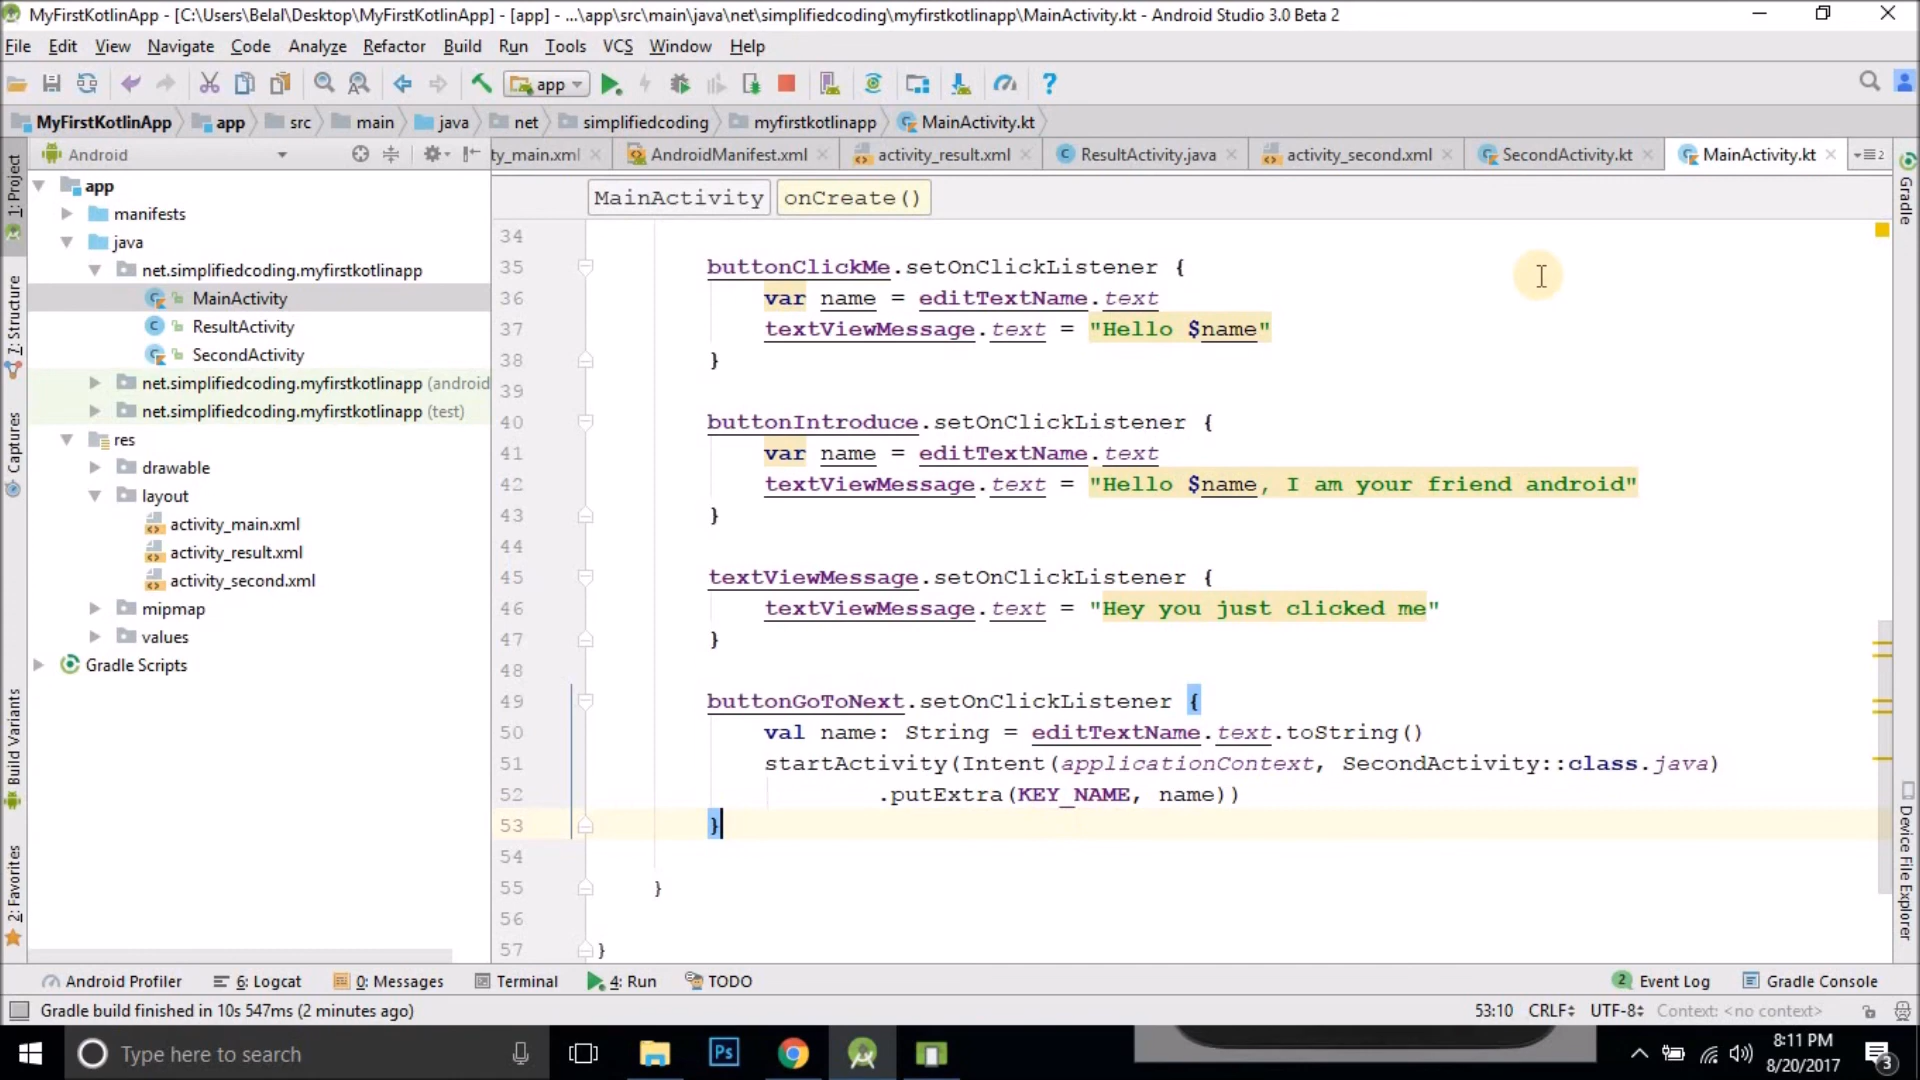 MyFirstKotlinApp - [C:\Users\Belal\Desktop\MyFirstKotlinApp] - [app] - ...\app\src\main\java\net\simplifiedcoding\myfirstkotlinapp\MainActivity.kt - Android Studio 3.0 Beta 2
File Edit View Navigate Code Analyze Refactor Build Run Tools VCS Window Help
app
MyFirstKotlinApp app src main java net simplifiedcoding myfirstkotlinapp MainActivity.kt
Android
ty_main.xml AndroidManifest.xml activity_result.xml ResultActivity.java activity_second.xml SecondActivity.kt MainActivity.kt 2
1: Project
7: Structure
Captures
Build Variants
2: Favorites
app
manifests
java
net.simplifiedcoding.myfirstkotlinapp
MainActivity
ResultActivity
SecondActivity
net.simplifiedcoding.myfirstkotlinapp (android
net.simplifiedcoding.myfirstkotlinapp (test)
res
drawable
layout
activity_main.xml
activity_result.xml
activity_second.xml
mipmap
values
Gradle Scripts
MainActivity onCreate()
34
35 buttonClickMe.setOnClickListener {
36 var name = editTextName.text
37 textViewMessage.text = "Hello $name"
38 }
39
40 buttonIntroduce.setOnClickListener {
41 var name = editTextName.text
42 textViewMessage.text = "Hello $name, I am your friend android"
43 }
44
45 textViewMessage.setOnClickListener {
46 textViewMessage.text = "Hey you just clicked me"
47 }
48
49 buttonGoToNext.setOnClickListener {
50 val name: String = editTextName.text.toString()
51 startActivity(Intent(applicationContext, SecondActivity::class.java)
52 .putExtra(KEY_NAME, name))
53 }
54
55 }
56
57 }
Gradle
Device File Explorer
Android Profiler 6: Logcat 0: Messages Terminal 4: Run TODO 2 Event Log Gradle Console
Gradle build finished in 10s 547ms (2 minutes ago) 53:10 CRLF UTF-8 Context: <no context>
Type here to search
Ps
8:11 PM
8/20/2017
3